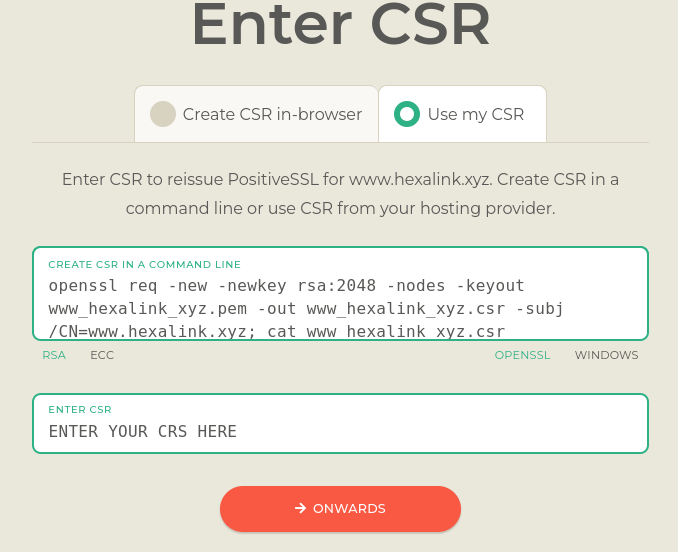 Enter CSR
Create CSR in-browser
Use my CSR
Enter CSR to reissue PositiveSSL for www.hexalink.xyz. Create CSR in a
command line or use CSR from your hosting provider.
CREATE CSR IN A COMMAND LINE
openssl req -new -newkey rsa:2048 -nodes -keyout
www_hexalink_xyz.pem -out www_hexalink_xyz.csr -subj
/CN=www.hexalink.xyz; cat www_hexalink_xyz.csr
RSA ECC OPENSSL WINDOWS
ENTER CSR
ENTER YOUR CRS HERE
→ ONWARDS